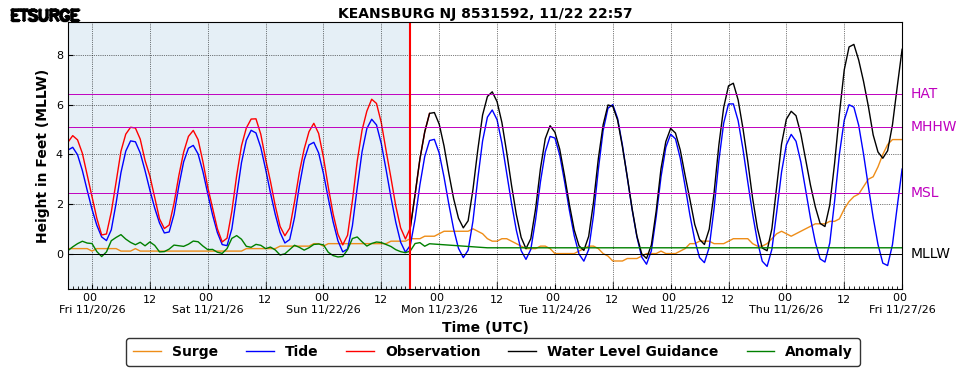 ETSURGE
KEANSBURG NJ 8531592, 11/22 22:57
Height in Feet (MLLW)
8
6
4
2
0
HAT
MHHW
MSL
MLLW
00 12 00 12 00 12 00 12 00 12 00 12 00 12 00
Fri 11/20/26 Sat 11/21/26 Sun 11/22/26 Mon 11/23/26 Tue 11/24/26 Wed 11/25/26 Thu 11/26/26 Fri 11/27/26
Time (UTC)
Surge Tide Observation Water Level Guidance Anomaly